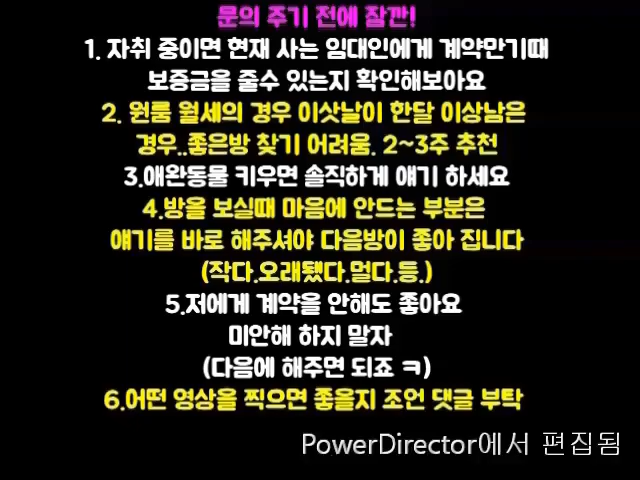 문의 주기 전에 잠깐!
1. 자취 중이면 현재 사는 임대인에게 계약만기때
보증금을 줄수 있는지 확인해보아요
2. 원룸 월세의 경우 이삿날이 한달 이상남은
경우..좋은방 찾기 어려움. 2~3주 추천
3.애완동물 키우면 솔직하게 얘기 하세요
4.방을 보실때 마음에 안드는 부분은
얘기를 바로 해주셔야 다음방이 좋아 집니다
(작다.오래됐다.멀다.등.)
5.저에게 계약을 안해도 좋아요
미안해 하지 말자
(다음에 해주면 되죠 ㅋ)
6.어떤 영상을 찍으면 좋을지 조언 댓글 부탁
PowerDirector에서 편집됨